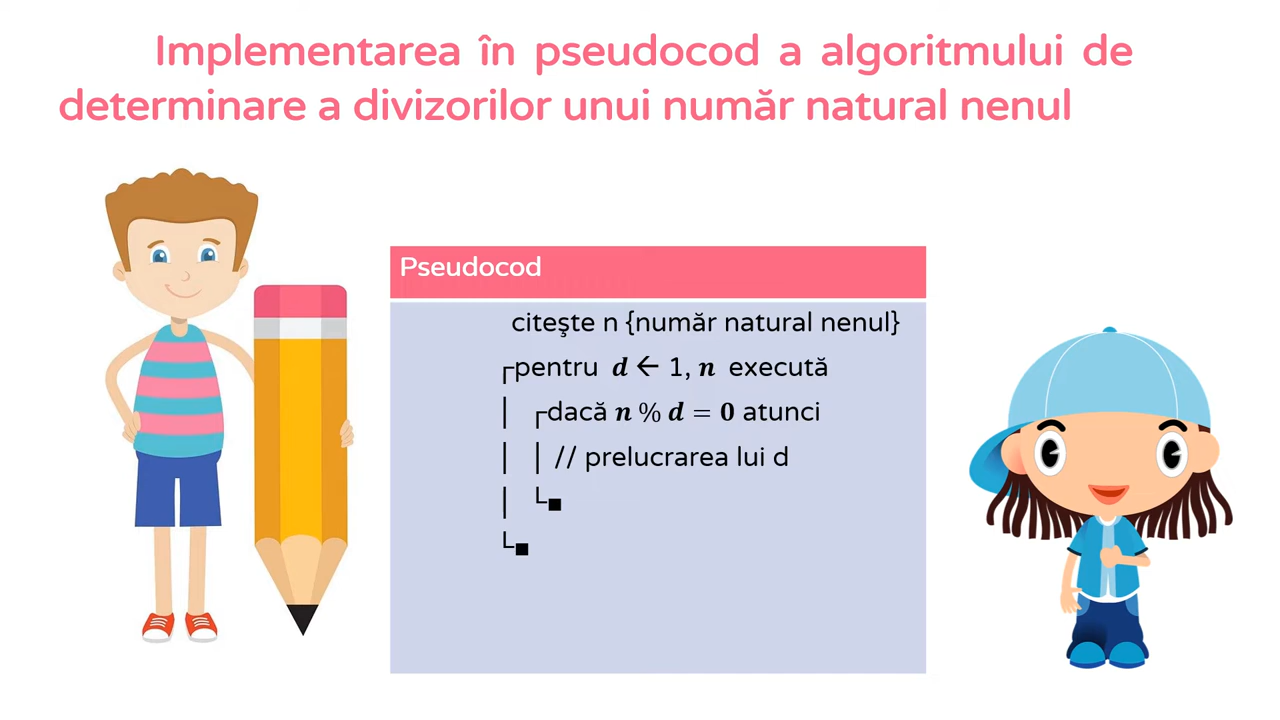 Implementarea în pseudocod a algoritmului de
determinare a divizorilor unui număr natural nenul
Pseudocod
citeşte n {număr natural nenul}
┌pentru d ← 1, n execută
│ ┌dacă n % d = 0 atunci
│ │ // prelucrarea lui d
│ └■
└■